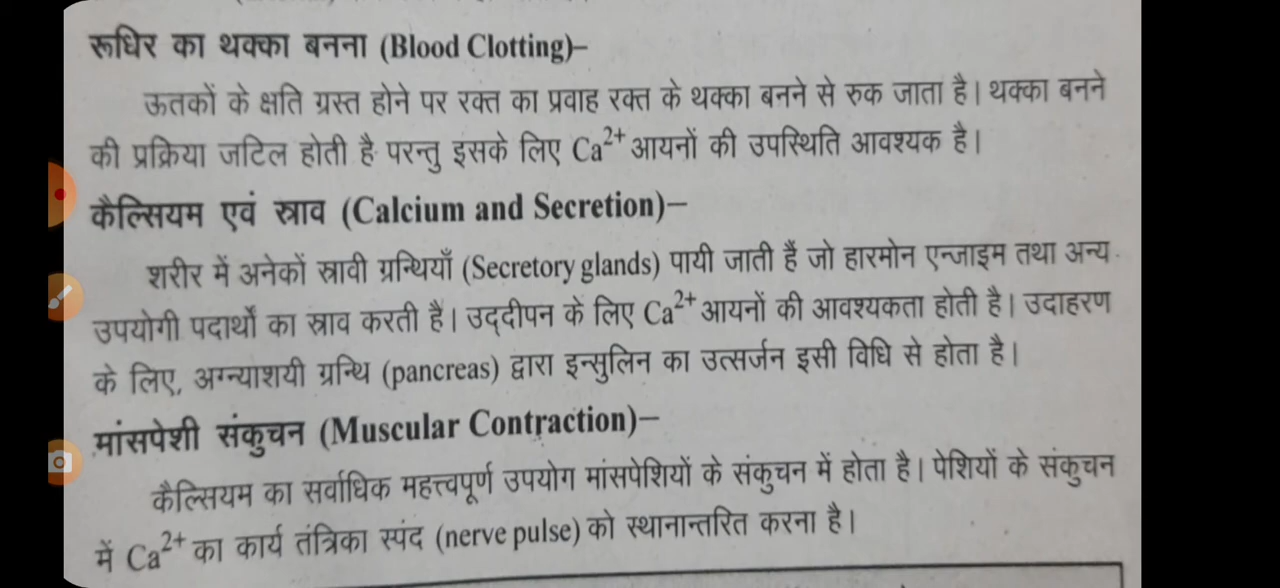 रूधिर का थक्का बनना (Blood Clotting)–
ऊतकों के क्षति ग्रस्त होने पर रक्त का प्रवाह रक्त के थक्का बनने से रुक जाता है। थक्का बनने
की प्रक्रिया जटिल होती है परन्तु इसके लिए Ca²⁺ आयनों की उपस्थिति आवश्यक है।
कैल्सियम एवं स्राव (Calcium and Secretion)–
शरीर में अनेकों स्रावी ग्रन्थियाँ (Secretory glands) पायी जाती हैं जो हारमोन एन्जाइम तथा अन्य
उपयोगी पदार्थों का स्राव करती है। उद्दीपन के लिए Ca²⁺ आयनों की आवश्यकता होती है। उदाहरण
के लिए, अग्न्याशयी ग्रन्थि (pancreas) द्वारा इन्सुलिन का उत्सर्जन इसी विधि से होता है।
मांसपेशी संकुचन (Muscular Contraction)–
कैल्सियम का सर्वाधिक महत्त्वपूर्ण उपयोग मांसपेशियों के संकुचन में होता है। पेशियों के संकुचन
में Ca²⁺ का कार्य तंत्रिका स्पंद (nerve pulse) को स्थानान्तरित करना है।